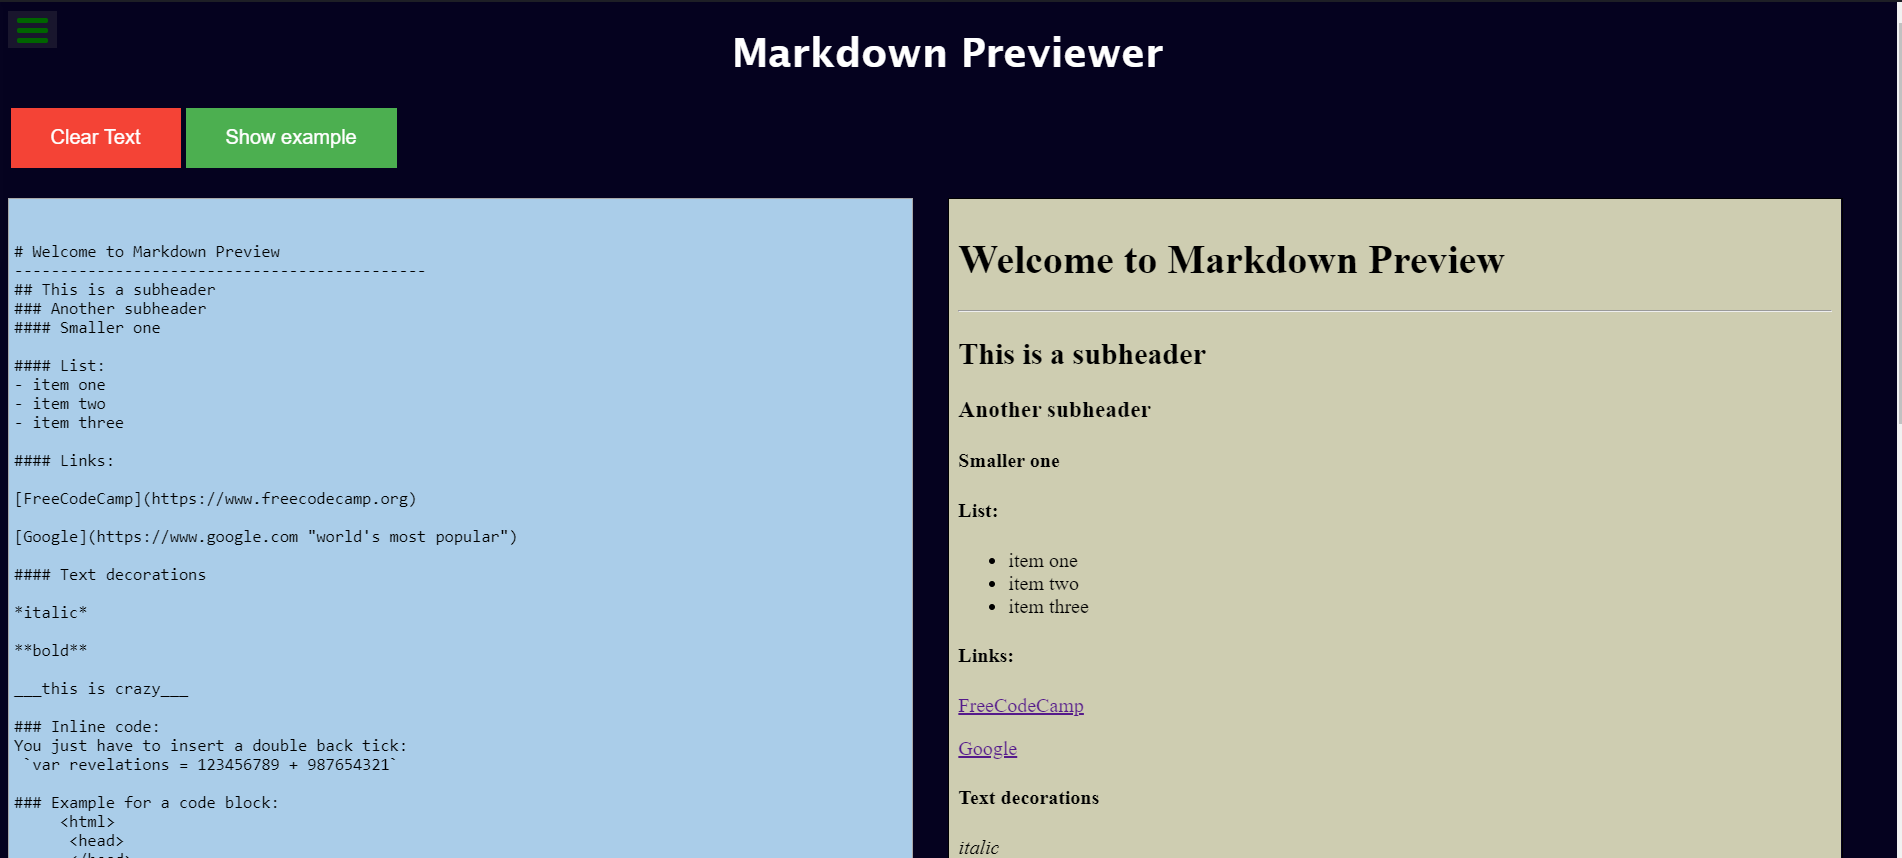 Markdown Previewer
Clear Text
Show example
# Welcome to Markdown Preview
---------------------------------------------
## This is a subheader
### Another subheader
#### Smaller one
#### List:
- item one
- item two
- item three
#### Links:
[FreeCodeCamp](https://www.freecodecamp.org)
[Google](https://www.google.com "world's most popular")
#### Text decorations
*italic*
**bold**
___this is crazy___
### Inline code:
You just have to insert a double back tick:
`var revelations = 123456789 + 987654321`
### Example for a code block:
<html>
<head>
</head>
Welcome to Markdown Preview
This is a subheader
Another subheader
Smaller one
List:
• item one
• item two
• item three
Links:
FreeCodeCamp
Google
Text decorations
italic